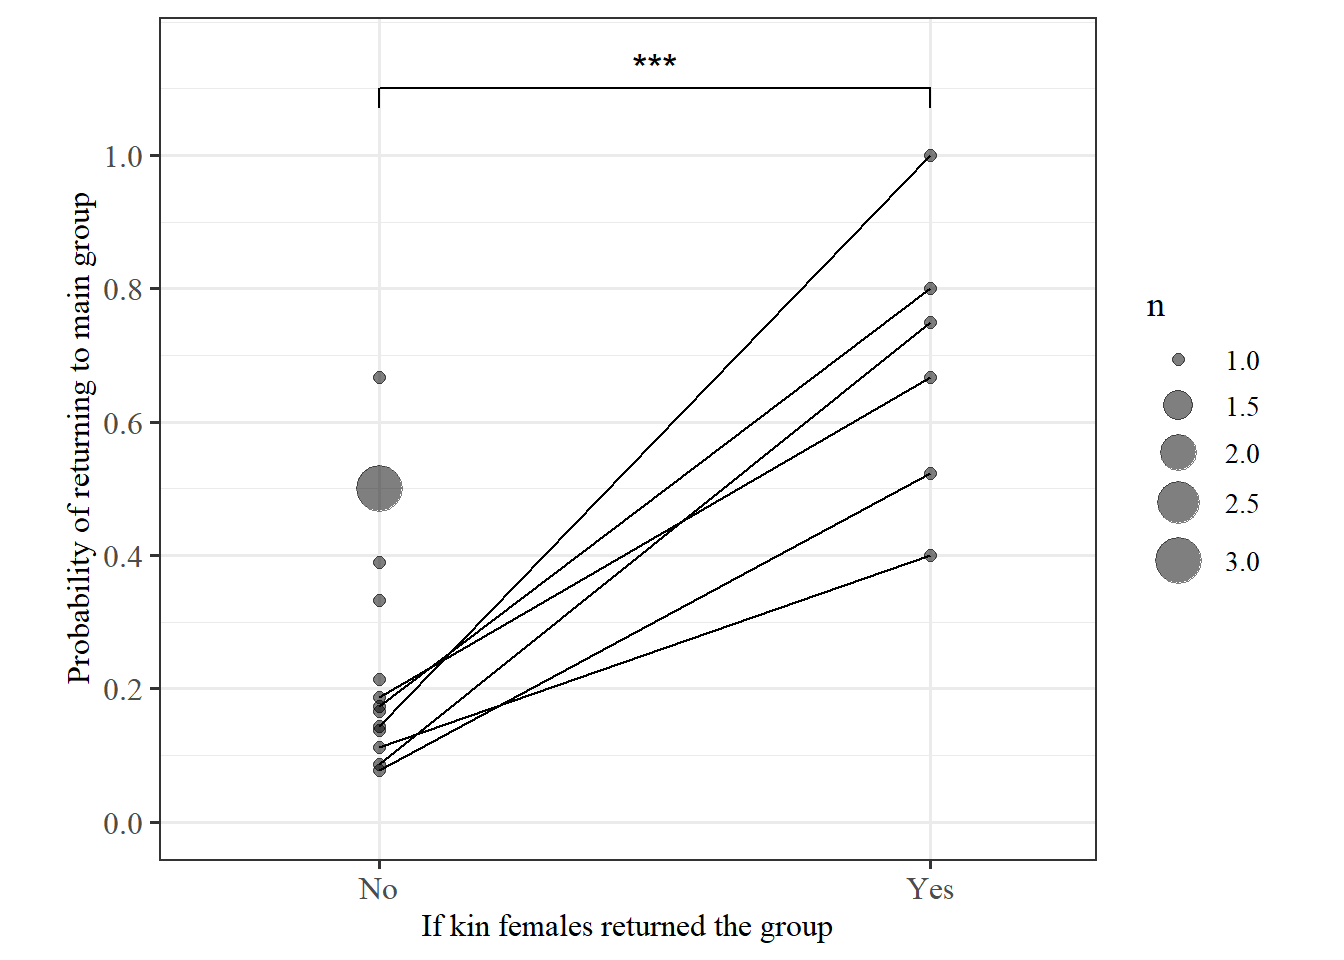 ***
Probability of returning to main group
1.0
0.8
0.6
0.4
0.2
0.0
No
Yes
If kin females returned the group
n
1.0
1.5
2.0
2.5
3.0